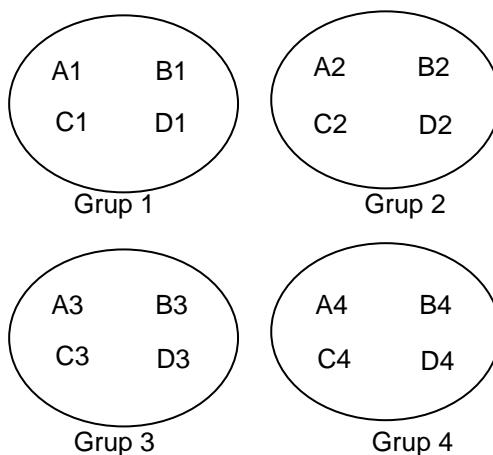 A1 B1 A2 B2
C1 D1 C2 D2
Grup 1 Grup 2
A3 B3 A4 B4
C3 D3 C4 D4
Grup 3 Grup 4